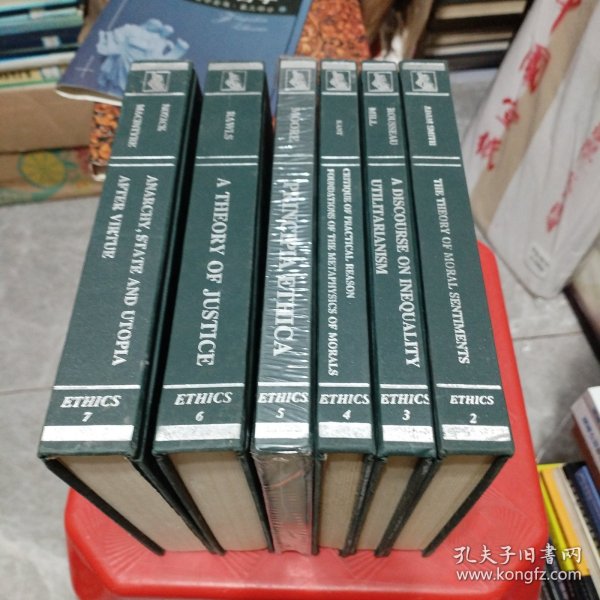 NOZICK
MACINTYRE
ANARCHY, STATE AND UTOPIA
AFTER VIRTUE
ETHICS
7
RAWLS
A THEORY OF JUSTICE
ETHICS
6
MOORE
PRINCIPIA ETHICA
ETHICS
5
KANT
CRITIQUE OF PRACTICAL REASON
FOUNDATIONS OF THE METAPHYSICS OF MORALS
ETHICS
4
ROUSSEAU
MILL
A DISCOURSE ON INEQUALITY
UTILITARIANISM
ETHICS
3
ADAM SMITH
THE THEORY OF MORAL SENTIMENTS
ETHICS
2
孔夫子旧书网
www.kongfz.com